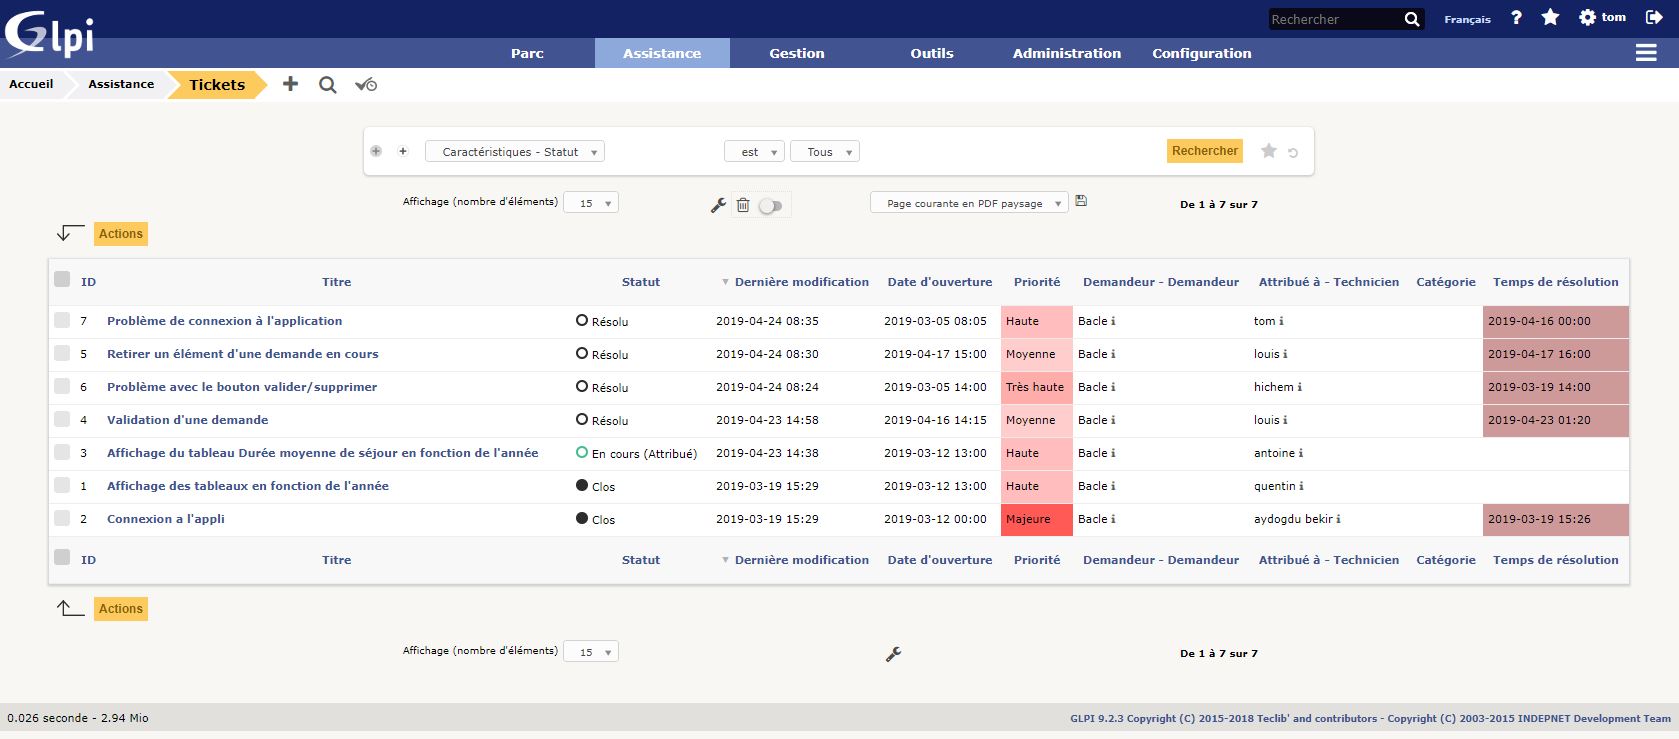 Glpi
Rechercher Français ? tom
Parc Assistance Gestion Outils Administration Configuration
Accueil Assistance Tickets
Caractéristiques - Statut est Tous Rechercher
Affichage (nombre d'éléments) 15 Page courante en PDF paysage De 1 à 7 sur 7
Actions
ID Titre Statut Dernière modification Date d'ouverture Priorité Demandeur - Demandeur Attribué à - Technicien Catégorie Temps de résolution
7 Problème de connexion à l'application Résolu 2019-04-24 08:35 2019-03-05 08:05 Haute Bacle tom 2019-04-16 00:00
5 Retirer un élément d'une demande en cours Résolu 2019-04-24 08:30 2019-04-17 15:00 Moyenne Bacle louis 2019-04-17 16:00
6 Problème avec le bouton valider/supprimer Résolu 2019-04-24 08:24 2019-03-05 14:00 Très haute Bacle hichem 2019-03-19 14:00
4 Validation d'une demande Résolu 2019-04-23 14:58 2019-04-16 14:15 Moyenne Bacle louis 2019-04-23 01:20
3 Affichage du tableau Durée moyenne de séjour en fonction de l'année En cours (Attribué) 2019-04-23 14:38 2019-03-12 13:00 Haute Bacle antoine
1 Affichage des tableaux en fonction de l'année Clos 2019-03-19 15:29 2019-03-12 13:00 Haute Bacle quentin
2 Connexion a l'appli Clos 2019-03-19 15:29 2019-03-12 00:00 Majeure Bacle aydogdu bekir 2019-03-19 15:26
ID Titre Statut Dernière modification Date d'ouverture Priorité Demandeur - Demandeur Attribué à - Technicien Catégorie Temps de résolution
Actions
Affichage (nombre d'éléments) 15 De 1 à 7 sur 7
0.026 seconde - 2.94 Mio GLPI 9.2.3 Copyright (C) 2015-2018 Teclib' and contributors - Copyright (C) 2003-2015 INDEPNET Development Team